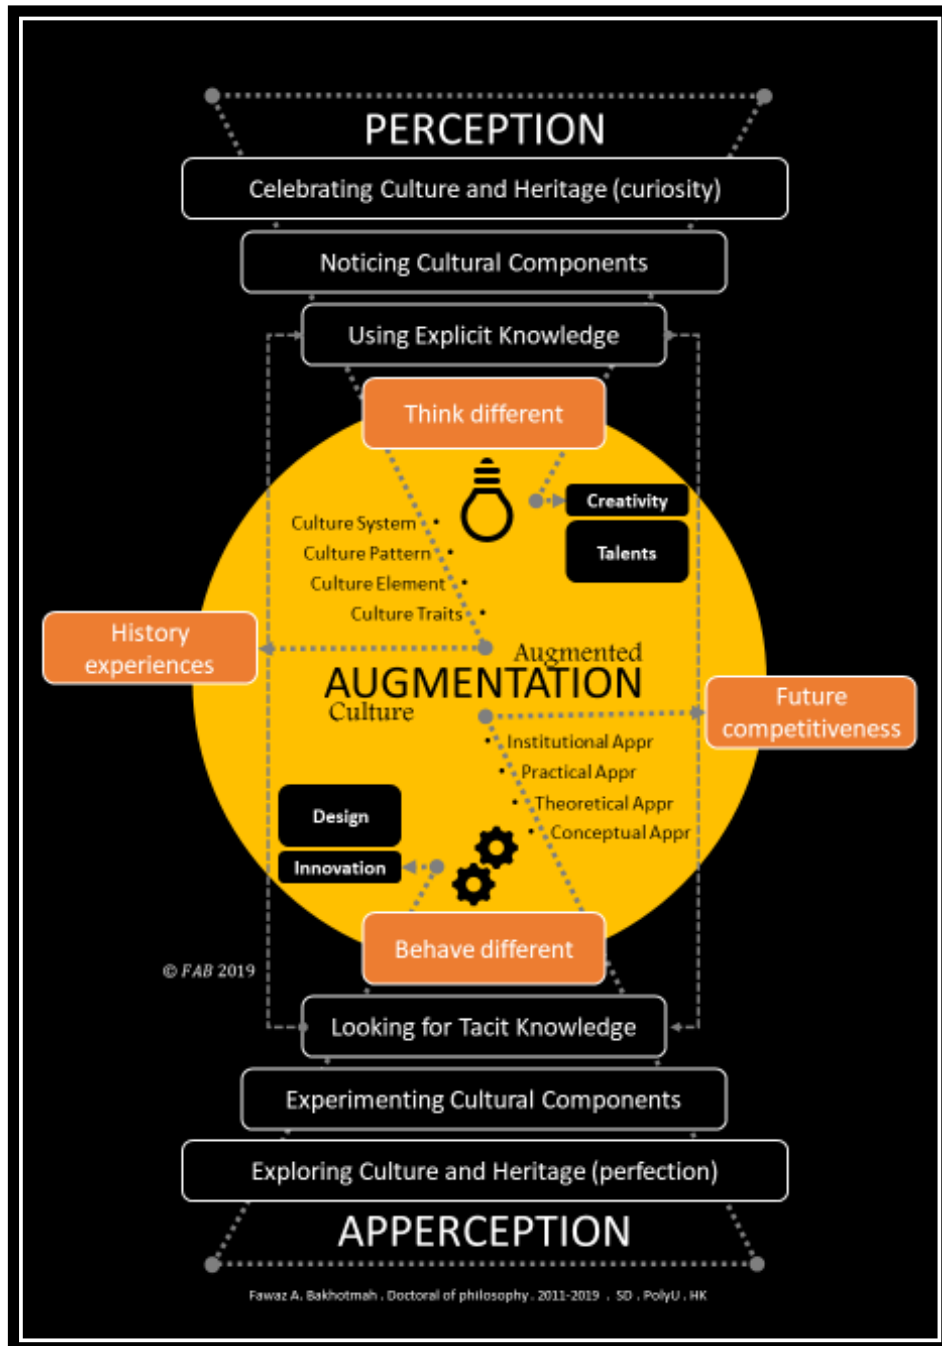 PERCEPTION
Celebrating Culture and Heritage (curiosity)
Noticing Cultural Components
Using Explicit Knowledge
Think different
Creativity
Talents
Culture System •
Culture Pattern •
Culture Element •
Culture Traits •
History
experiences
Augmented
AUGMENTATION
Culture
Future
competitiveness
• Institutional Appr
• Practical Appr
• Theoretical Appr
• Conceptual Appr
Design
Innovation
Behave different
© FAB 2019
Looking for Tacit Knowledge
Experimenting Cultural Components
Exploring Culture and Heritage (perfection)
APPERCEPTION
Fawaz A. Bakhotmah . Doctoral of philosophy . 2011-2019 . SD . PolyU . HK